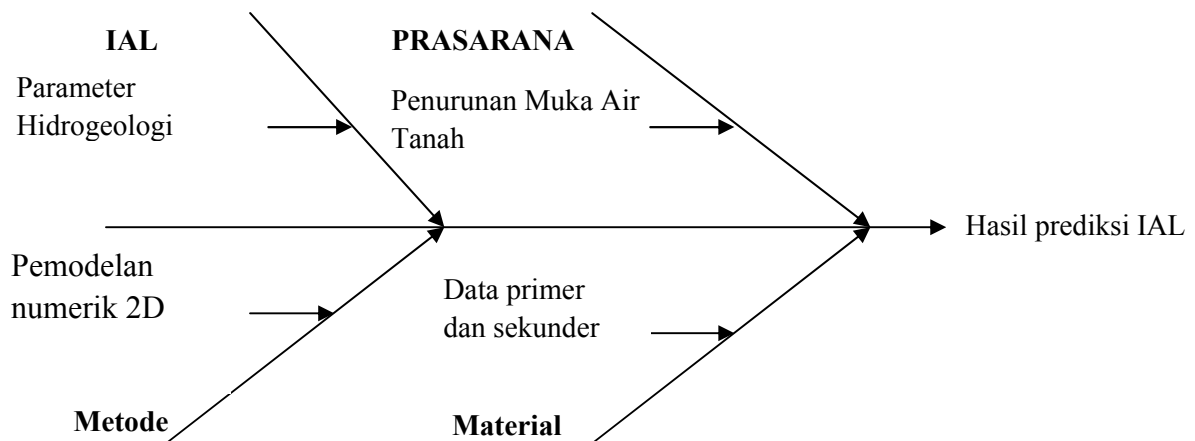 IAL
Parameter
Hidrogeologi
PRASARANA
Penurunan Muka Air
Tanah
Hasil prediksi IAL
Pemodelan
numerik 2D
Data primer
dan sekunder
Metode
Material